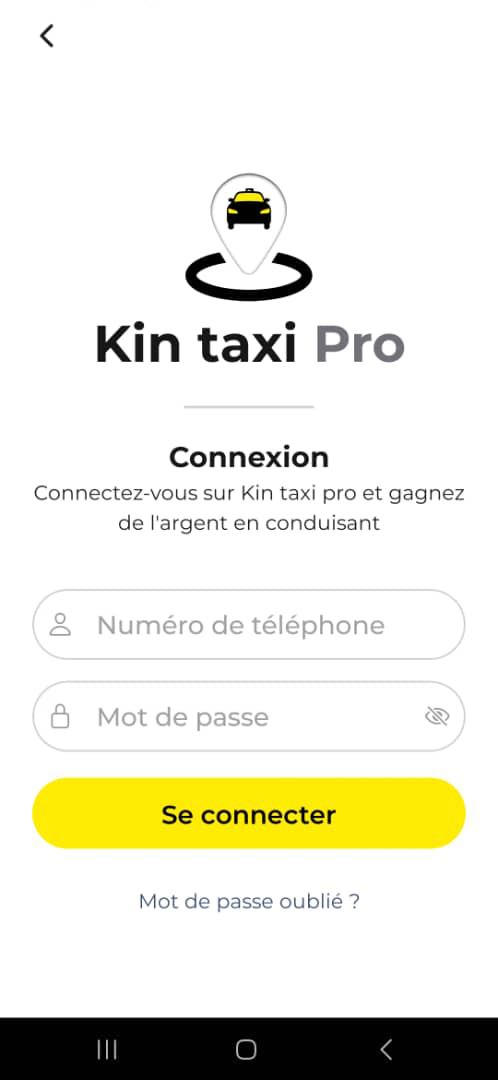 Kin taxi Pro
Connexion
Connectez-vous sur Kin taxi pro et gagnez
de l'argent en conduisant
Numéro de téléphone
Mot de passe
Se connecter
Mot de passe oublié ?